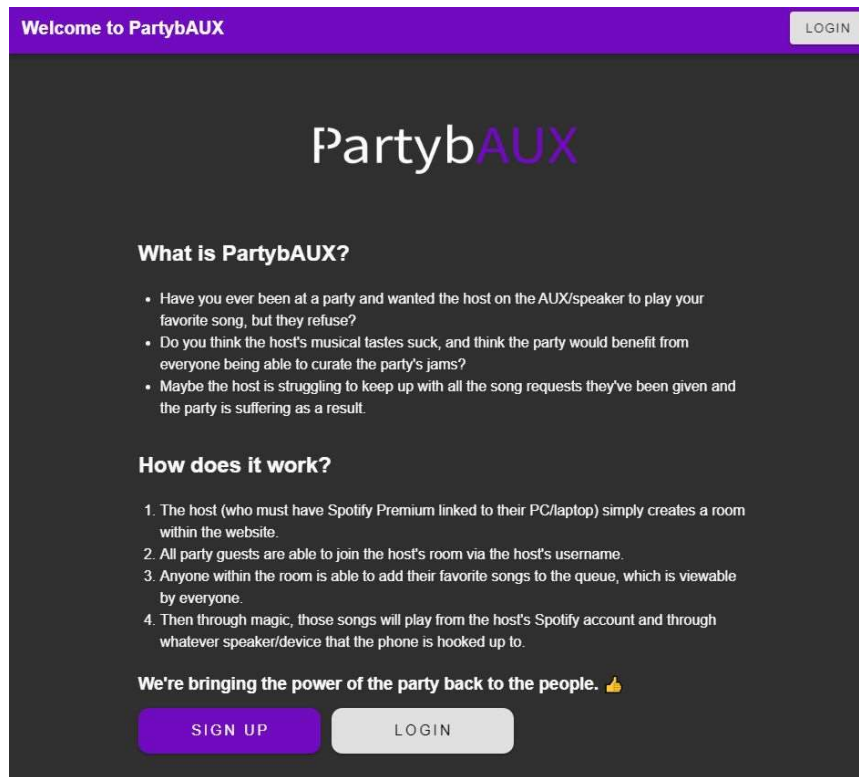 Welcome to PartybAUX
LOGIN
PartybAUX
What is PartybAUX?
• Have you ever been at a party and wanted the host on the AUX/speaker to play your
favorite song, but they refuse?
• Do you think the host's musical tastes suck, and think the party would benefit from
everyone being able to curate the party's jams?
• Maybe the host is struggling to keep up with all the song requests they've been given and
the party is suffering as a result.
How does it work?
1. The host (who must have Spotify Premium linked to their PC/laptop) simply creates a room
within the website.
2. All party guests are able to join the host's room via the host's username.
3. Anyone within the room is able to add their favorite songs to the queue, which is viewable
by everyone.
4. Then through magic, those songs will play from the host's Spotify account and through
whatever speaker/device that the phone is hooked up to.
We're bringing the power of the party back to the people. 👍
SIGN UP
LOGIN